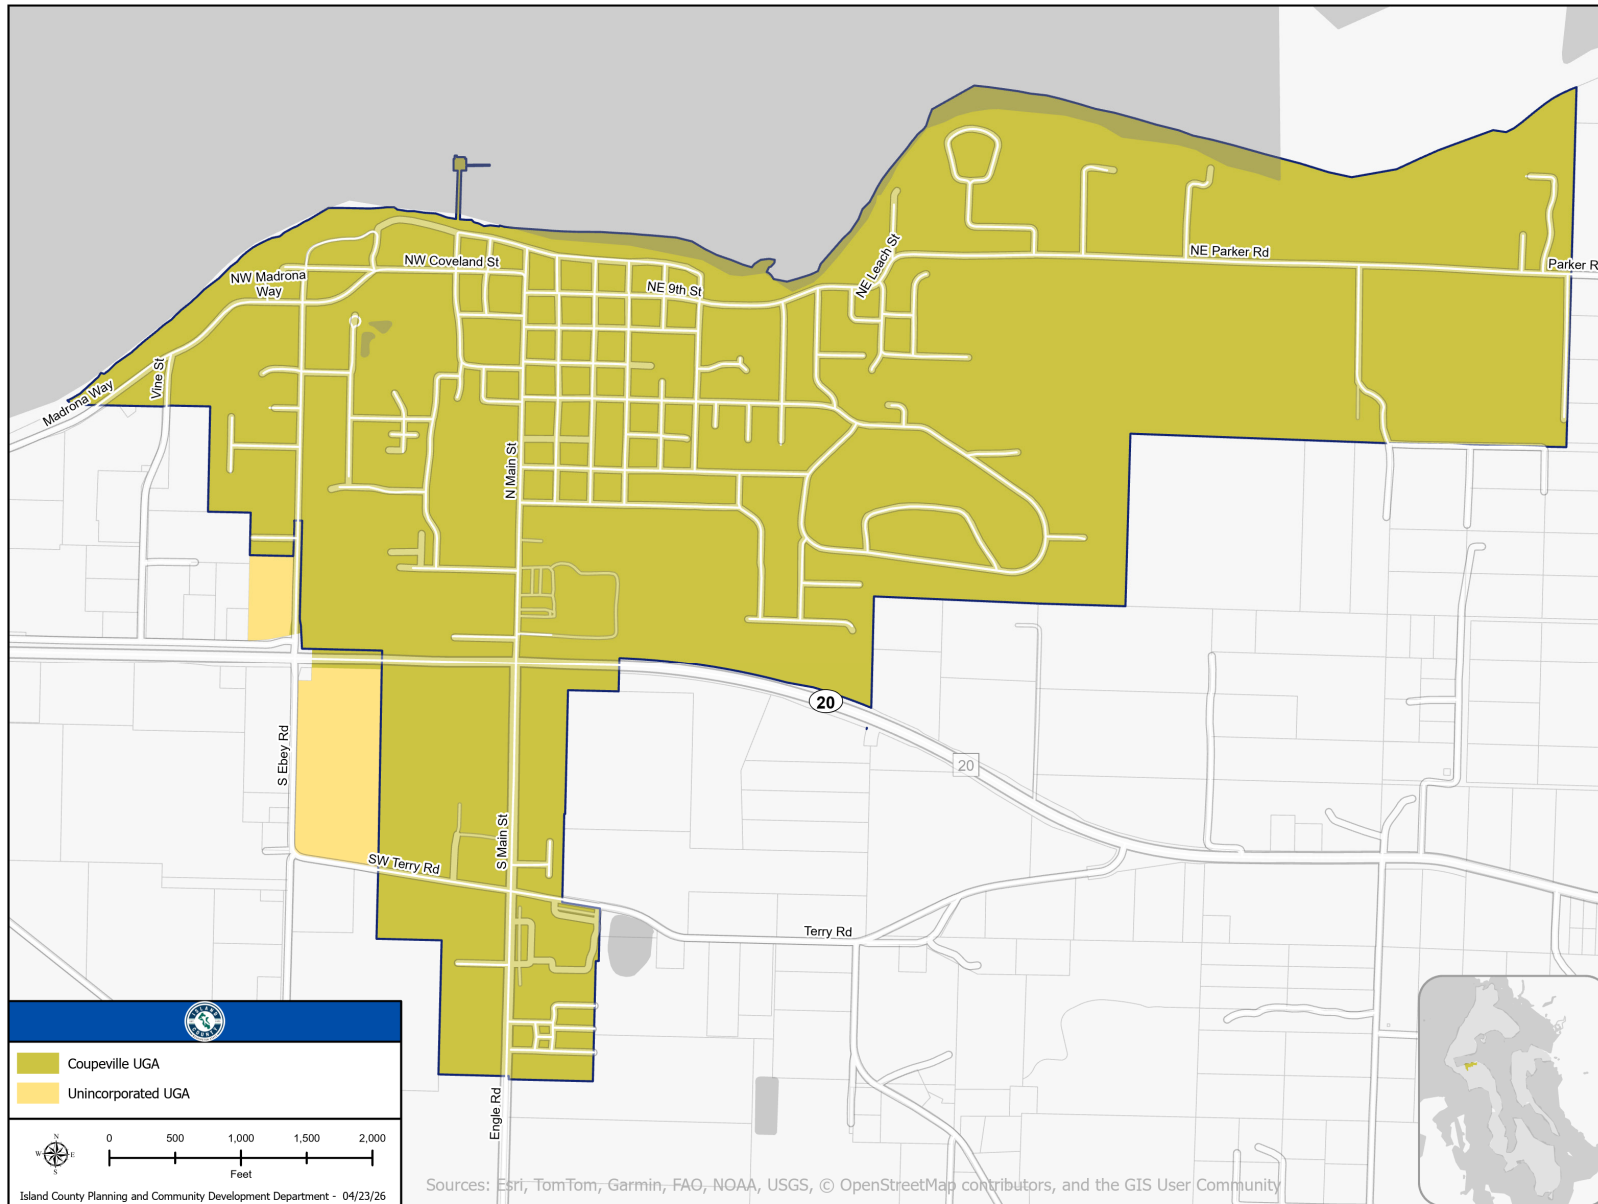 NE Parker Rd
Parker R
NE Leach St
NW Coveland St
NW Madrona
Way
NE 9th St
Vine St
Madrona Way
N Main St
20
20
S Ebey Rd
S Main St
SW Terry Rd
Terry Rd
Engle Rd
ISLAND
COUNTY
Coupeville UGA
Unincorporated UGA
N
W
E
S
0 500 1,000 1,500 2,000
Feet
Island County Planning and Community Development Department - 04/23/26
Sources: Esri, TomTom, Garmin, FAO, NOAA, USGS, © OpenStreetMap contributors, and the GIS User Community